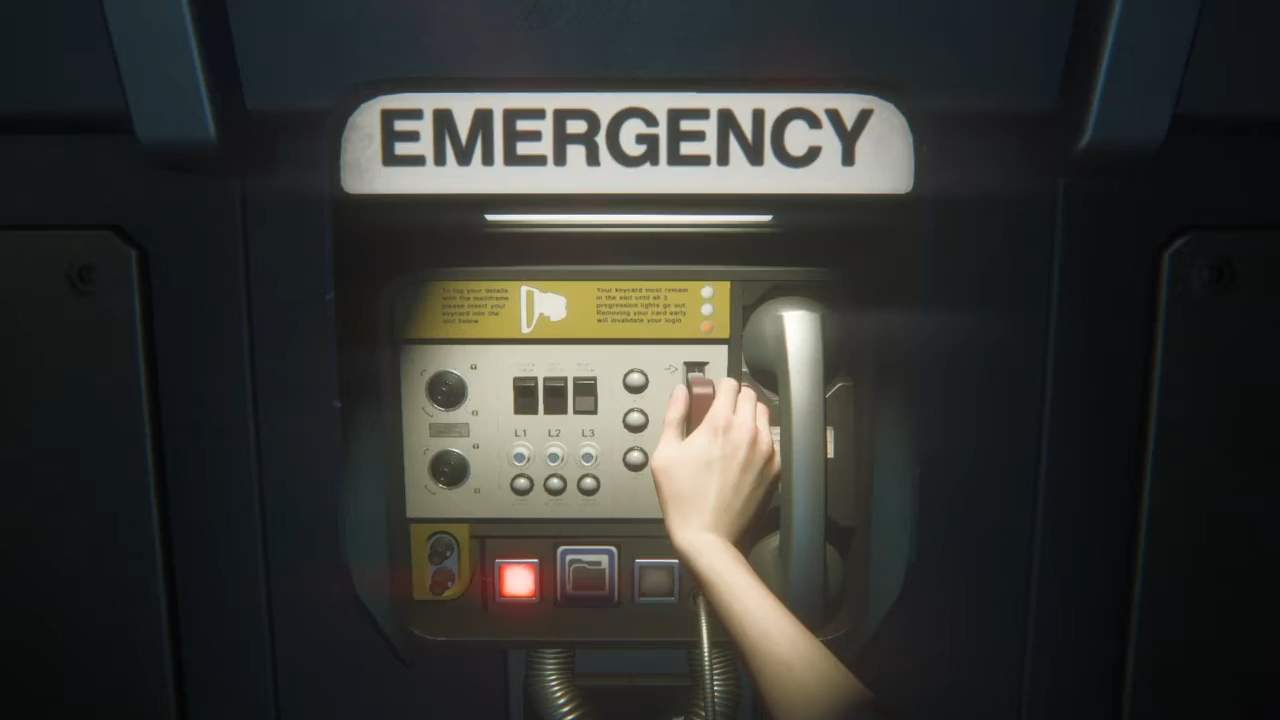 EMERGENCY
To log your details
with the mainframe
please insert your
keycard into the
slot below
Your keycard must remain
in the slot until all 3
progression lights go out
Removing your card early
will invalidate your login
L1 L2 L3